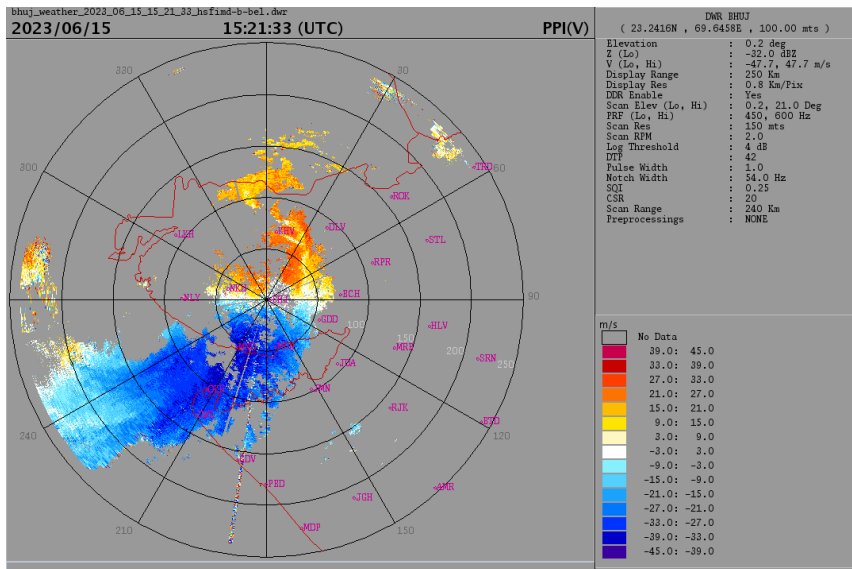 bhuj_weather_2023_06_15_15_21_33_hsfimd-b-bel.dwr
2023/06/15 15:21:33 (UTC) PPI(V)
DWR BHUJ
( 23.2416N , 69.6458E , 100.00 mts )
Elevation : 0.2 deg
Z (Lo) : -32.0 dBZ
V (Lo, Hi) : -47.7, 47.7 m/s
Display Range : 250 Km
Display Res : 0.8 Km/Pix
DDR Enable : Yes
Scan Elev (Lo, Hi) : 0.2, 21.0 Deg
PRF (Lo, Hi) : 450, 600 Hz
Scan Res : 150 mts
Scan RPM : 2.0
Log Threshold : 4 dB
DTP : 42
Pulse Width : 1.0
Notch Width : 54.0 Hz
SQI : 0.25
CSR : 20
Scan Range : 240 Km
Preprocessings : NONE
330
30
300
60
TRD
ROK
LKH
KHV
DLV
STL
RPR
NKH
NLY
BCH
90
GDD
100
HLV
150
MRB
200
SRN
250
JDA
JMN
RJK
BTD
240
120
PBD
AMR
JGH
210
MDP
150
m/s
No Data
39.0: 45.0
33.0: 39.0
27.0: 33.0
21.0: 27.0
15.0: 21.0
9.0: 15.0
3.0: 9.0
-3.0: 3.0
-9.0: -3.0
-15.0: -9.0
-21.0: -15.0
-27.0: -21.0
-33.0: -27.0
-39.0: -33.0
-45.0: -39.0